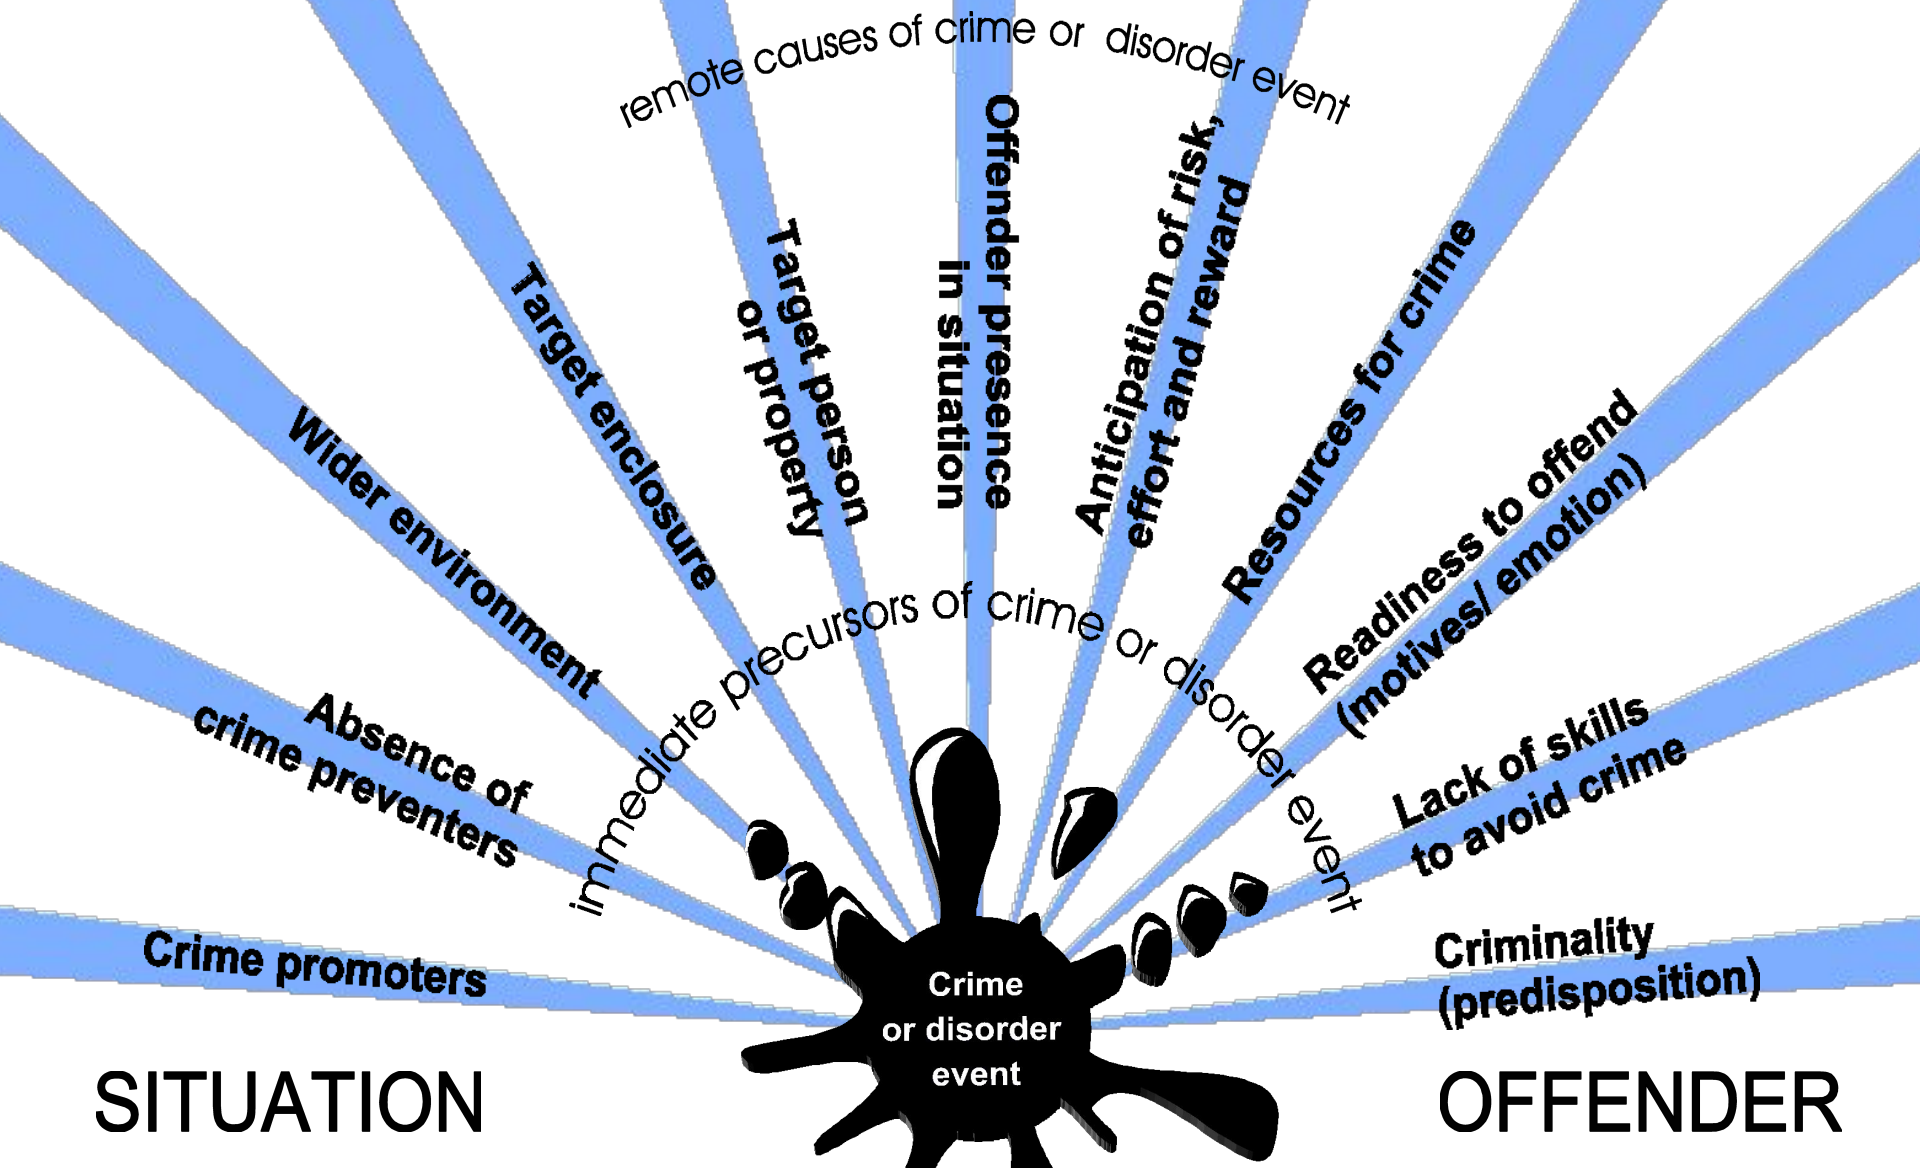 remote causes of crime or disorder event
Crime promoters
Absence of
crime preventers
Wider environment
Target enclosure
Target person
or property
Offender presence
in situation
Anticipation of risk,
effort and reward
Resources for crime
Readiness to offend
(motives/ emotion)
Lack of skills
to avoid crime
Criminality
(predisposition)
immediate precursors of crime or disorder event
Crime
or disorder
event
SITUATION
OFFENDER